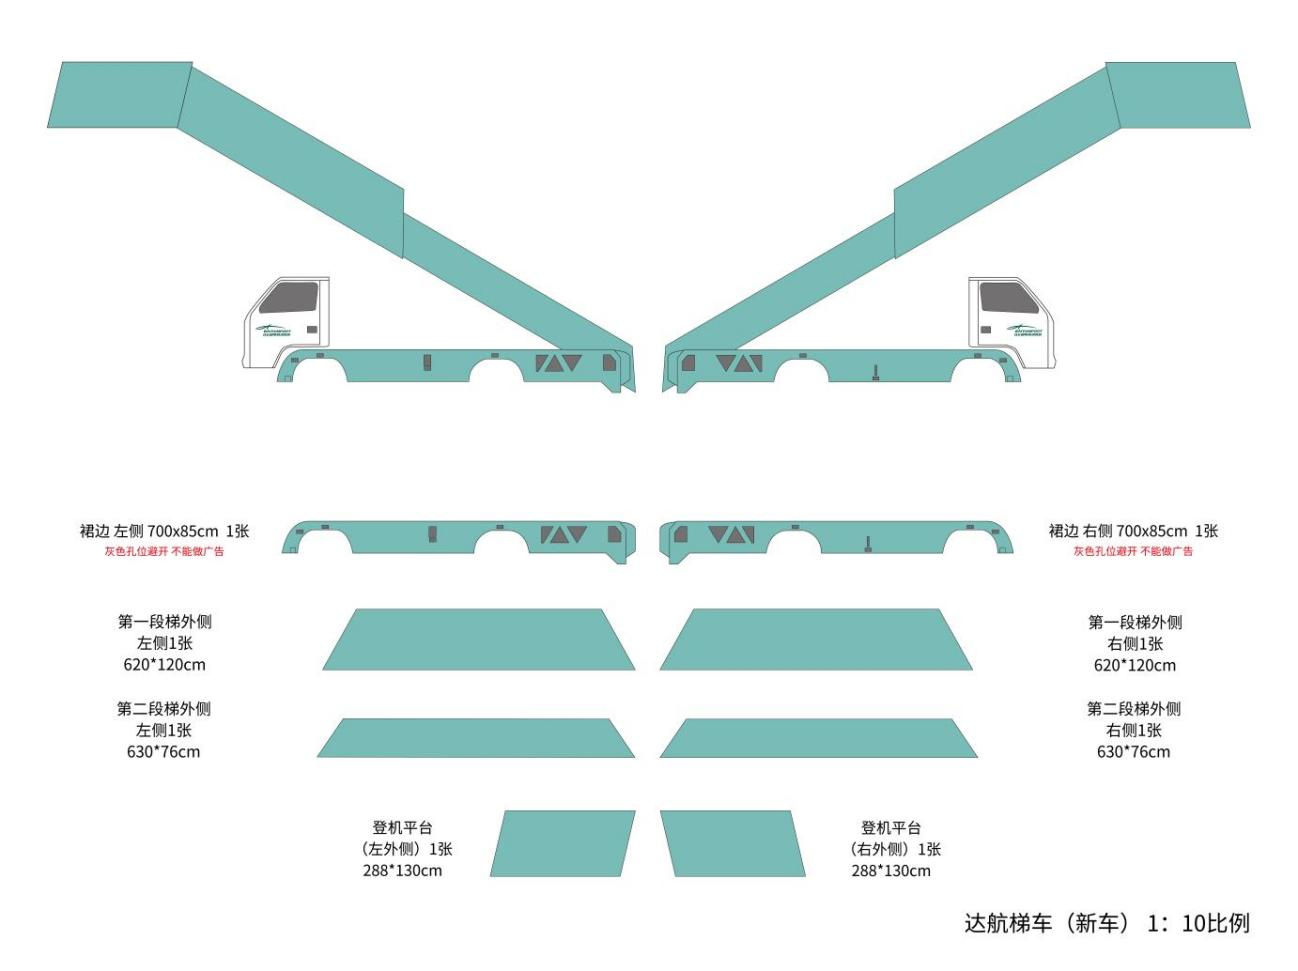 裙边 左侧 700x85cm 1张
灰色孔位避开 不能做广告
裙边 右侧 700x85cm 1张
灰色孔位避开 不能做广告
第一段梯外侧
左侧1张
620*120cm
第一段梯外侧
右侧1张
620*120cm
第二段梯外侧
左侧1张
630*76cm
第二段梯外侧
右侧1张
630*76cm
登机平台
（左外侧）1张
288*130cm
登机平台
（右外侧）1张
288*130cm
达航梯车（新车） 1：10比例